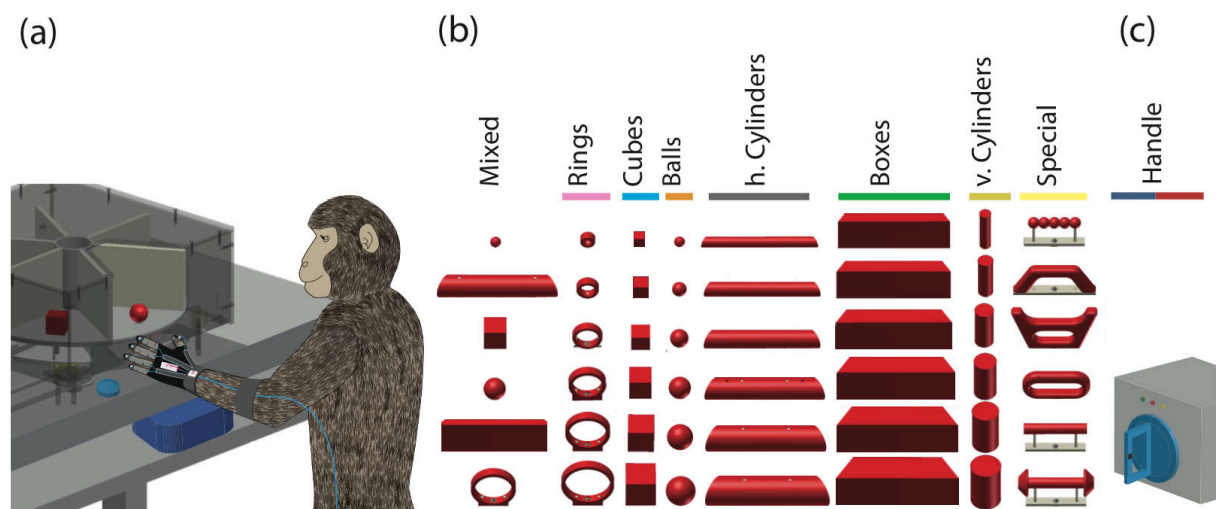 (a)
(b)
(c)
Mixed
Rings
Cubes
Balls
h. Cylinders
Boxes
v. Cylinders
Special
Handle